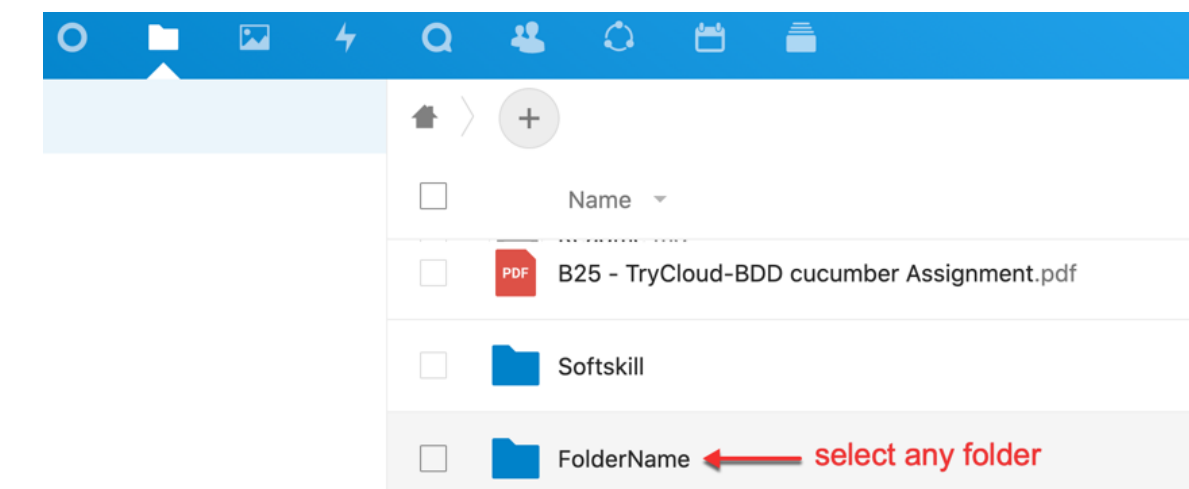 Name
PDF
B25 - TryCloud-BDD cucumber Assignment.pdf
Softskill
FolderName select any folder